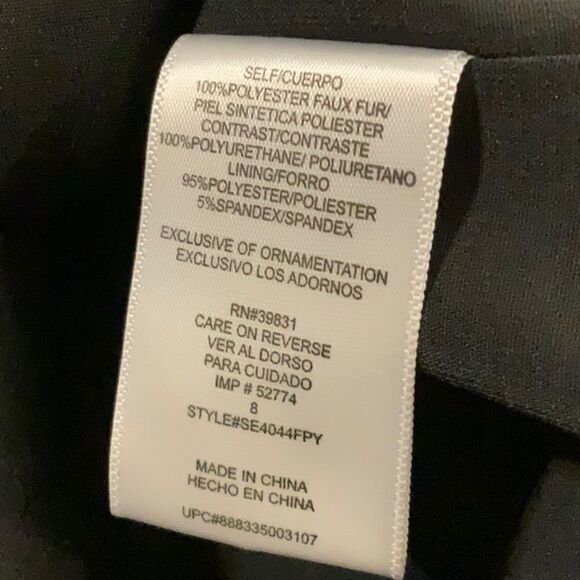 SELF/CUERPO
100%POLYESTER FAUX FUR/
PIEL SINTETICA POLIESTER
CONTRAST/CONTRASTE
100%POLYURETHANE/ POLIURETANO
LINING/FORRO
95%POLYESTER/POLIESTER
5%SPANDEX/SPANDEX
EXCLUSIVE OF ORNAMENTATION
EXCLUSIVO LOS ADORNOS
RN#39831
CARE ON REVERSE
VER AL DORSO
PARA CUIDADO
IMP # 52774
8
STYLE#SE4044FPY
MADE IN CHINA
HECHO EN CHINA
UPC#888335003107